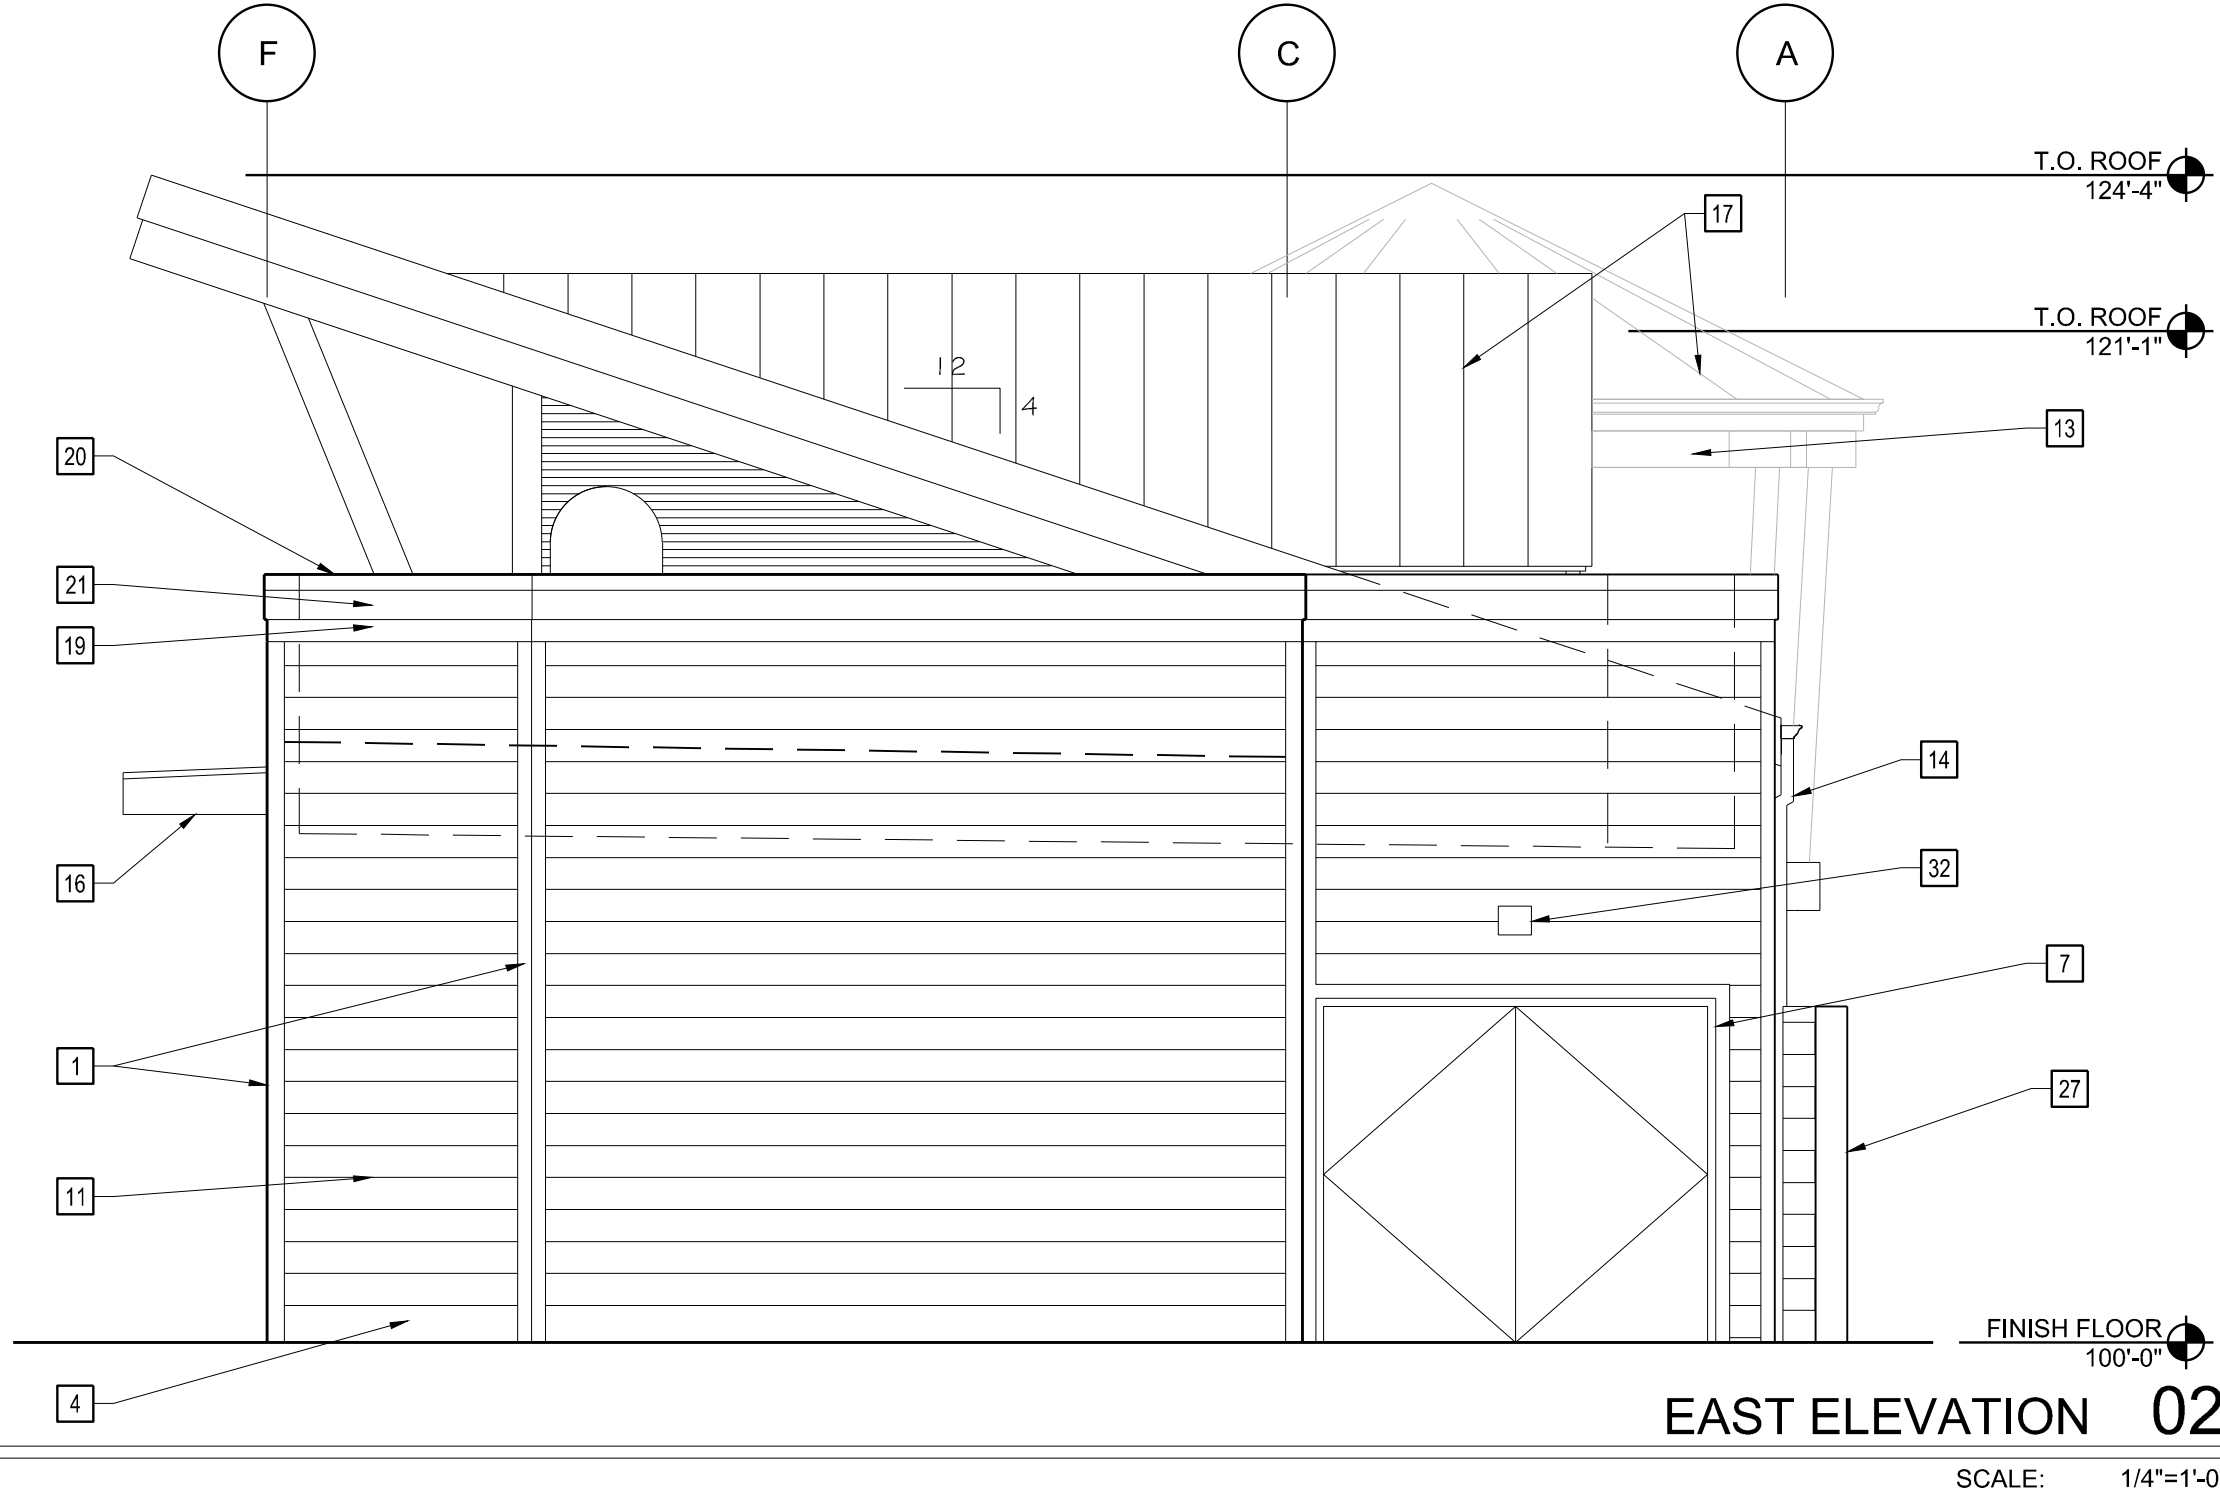 F
C
A
T.O. ROOF
124'-4"
17
T.O. ROOF
121'-1"
12
4
13
20
21
19
14
16
32
7
1
27
11
FINISH FLOOR
100'-0"
4
EAST ELEVATION 02
SCALE: 1/4"=1'-0